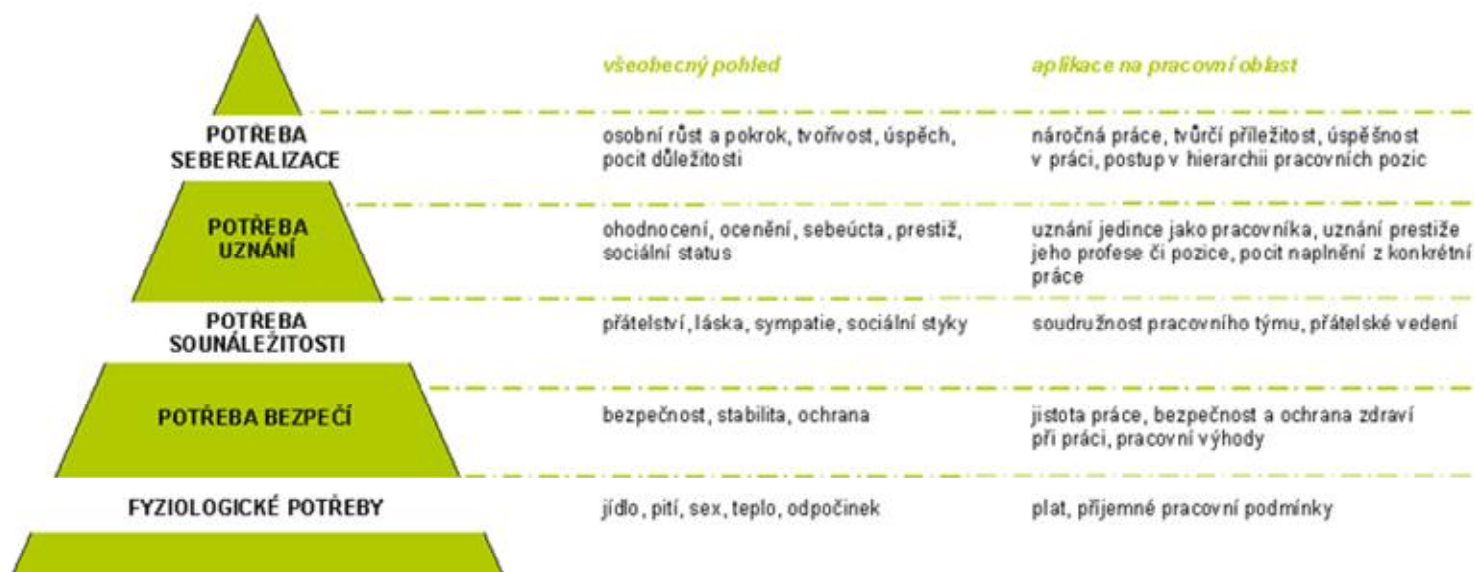 všeobecný pohled
aplikace na pracovní oblast
POTŘEBA
SEBEREALIZACE
osobní růst a pokrok, tvořivost, úspěch,
pocit důležitosti
náročná práce, tvůrčí příležitost, úspěšnost
v práci, postup v hierarchii pracovních pozic
POTŘEBA
UZNÁNÍ
ohodnocení, ocenění, sebeúcta, prestiž,
sociální status
uznání jedince jako pracovníka, uznání prestiže
jeho profese či pozice, pocit naplnění z konkrétní
práce
POTŘEBA
SOUNÁLEŽITOSTI
přátelství, láska, sympatie, sociální styky
soudružnost pracovního týmu, přátelské vedení
POTŘEBA BEZPEČÍ
bezpečnost, stabilita, ochrana
jistota práce, bezpečnost a ochrana zdraví
při práci, pracovní výhody
FYZIOLOGICKÉ POTŘEBY
jídlo, pití, sex, teplo, odpočinek
plat, příjemné pracovní podmínky